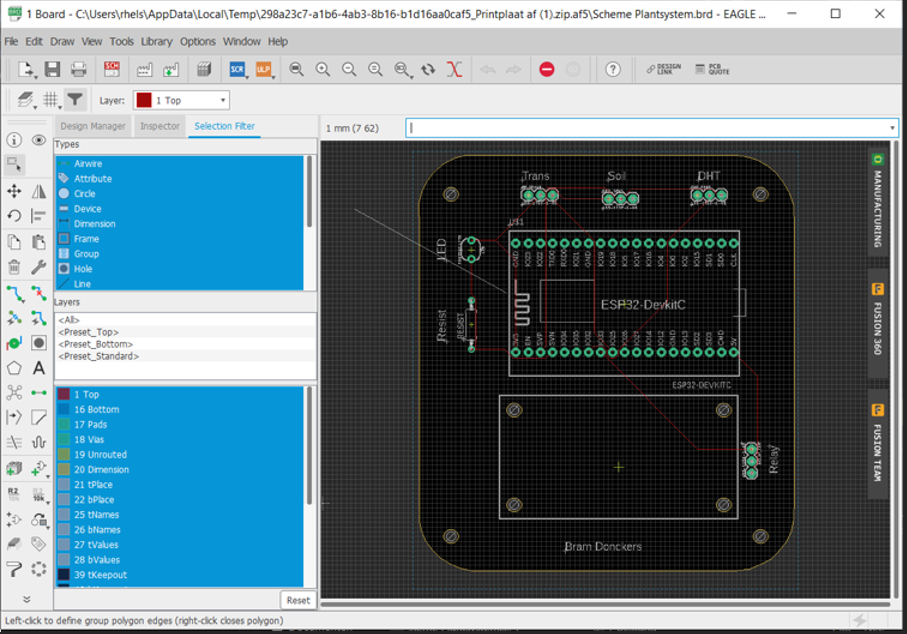 1 Board - C:\Users\rhels\AppData\Local\Temp\298a23c7-a1b6-4ab3-8b16-b1d16aa0caf5_Printplaat af (1).zip.af5\Scheme Plantsystem.brd - EAGLE ...
File Edit Draw View Tools Library Options Window Help
SCH SCR ULP DESIGN LINK PCB QUOTE
Layer: 1 Top
Design Manager Inspector Selection Filter
1 mm (7 62)
Types
Airwire
Attribute
Circle
Device
Dimension
Frame
Group
Hole
Line
Layers
<All>
<Preset_Top>
<Preset_Bottom>
<Preset_Standard>
1 Top
16 Bottom
17 Pads
18 Vias
19 Unrouted
20 Dimension
21 tPlace
22 bPlace
25 tNames
26 bNames
27 tValues
28 bValues
39 tKeepout
Reset
Trans Soil DHT
LED
Resist
RESIST
ESP32-DevkitC
ESP32-DEVKITC
Relay
Bram Donckers
MANUFACTURING
FUSION 360
FUSION TEAM
Left-click to define group polygon edges (right-click closes polygon)